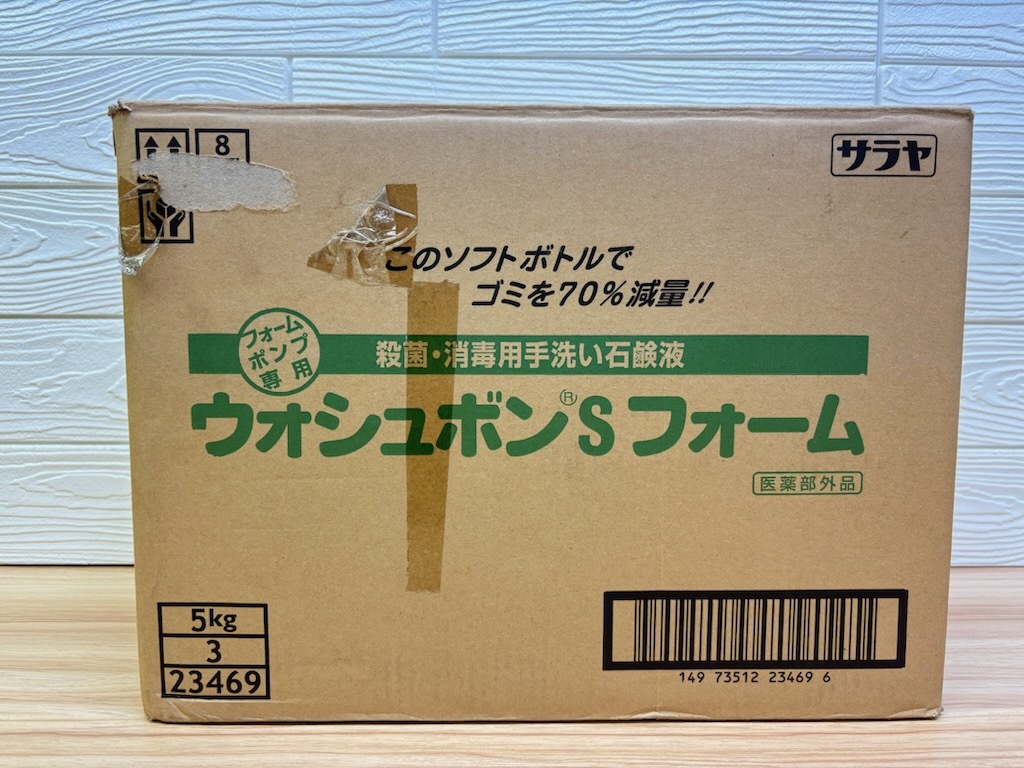 8
サラヤ
このソフトボトルで
ゴミを70%減量!!
フォーム
ポンプ
専用
殺菌・消毒用手洗い石鹸液
ウォシュボン®Sフォーム
医薬部外品
5kg
3
23469
149 73512 23469 6